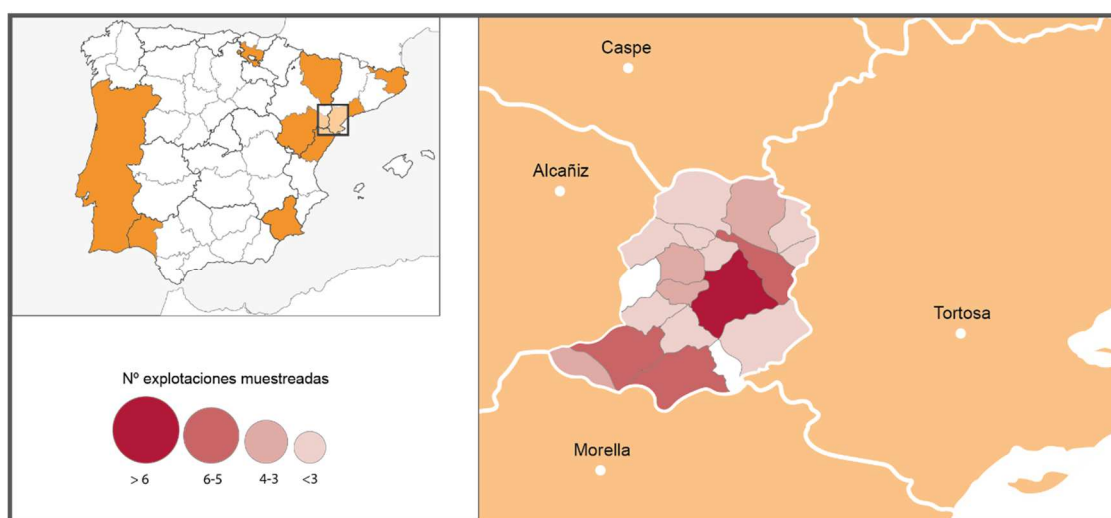 Caspe
Alcañiz
Tortosa
Morella
Nº explotaciones muestreadas
> 6
6-5
4-3
<3